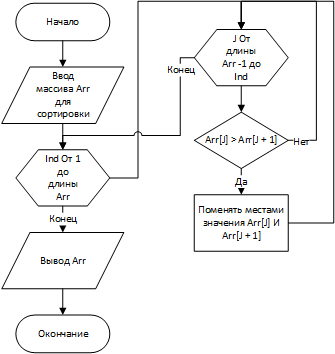 Начало
Ввод
массива Arr
для
сортировки
Ind От 1
до
длины
Arr
Конец
Вывод Arr
Окончание
J От
длины
Arr -1 до
Ind
Конец
Arr[J] > Arr[J + 1]
Нет
Да
Поменять местами
значения Arr[J] И
Arr[J + 1]